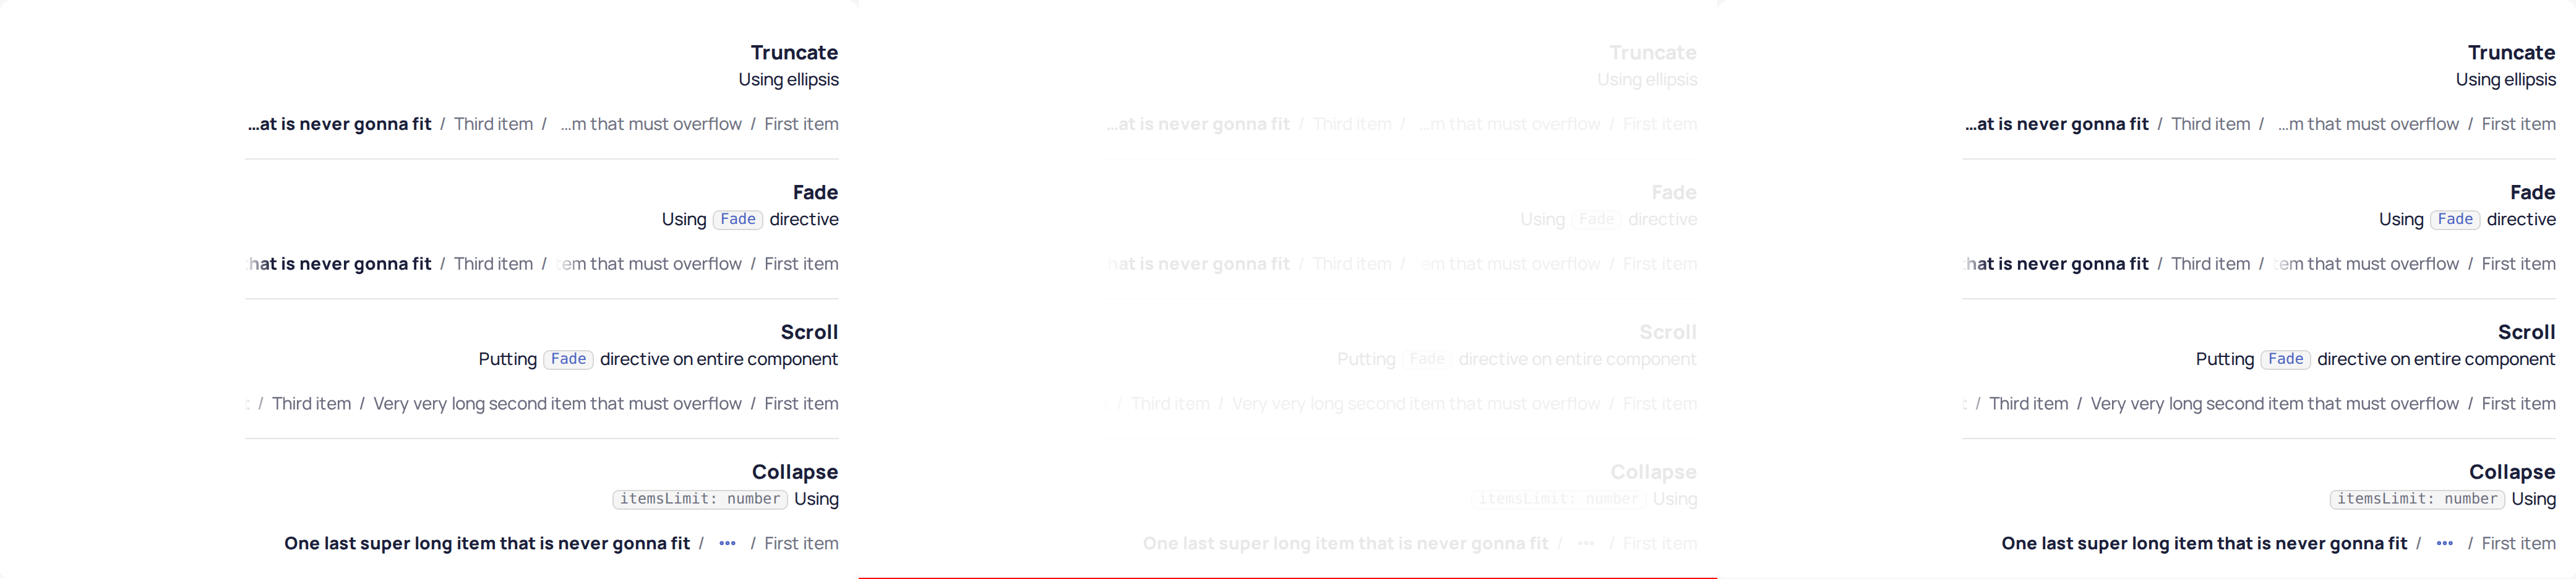 Truncate
Using ellipsis
…at is never gonna fit / Third item / …m that must overflow / First item
Fade
Using Fade directive
hat is never gonna fit / Third item / em that must overflow / First item
Scroll
Putting Fade directive on entire component
/ Third item / Very very long second item that must overflow / First item
Collapse
itemsLimit: number Using
One last super long item that is never gonna fit / ••• / First item
Truncate
Using ellipsis
…at is never gonna fit / Third item / …m that must overflow / First item
Fade
Using Fade directive
hat is never gonna fit / Third item / em that must overflow / First item
Scroll
Putting Fade directive on entire component
/ Third item / Very very long second item that must overflow / First item
Collapse
itemsLimit: number Using
One last super long item that is never gonna fit / ••• / First item
Truncate
Using ellipsis
…at is never gonna fit / Third item / …m that must overflow / First item
Fade
Using Fade directive
hat is never gonna fit / Third item / tem that must overflow / First item
Scroll
Putting Fade directive on entire component
/ Third item / Very very long second item that must overflow / First item
Collapse
itemsLimit: number Using
One last super long item that is never gonna fit / ••• / First item